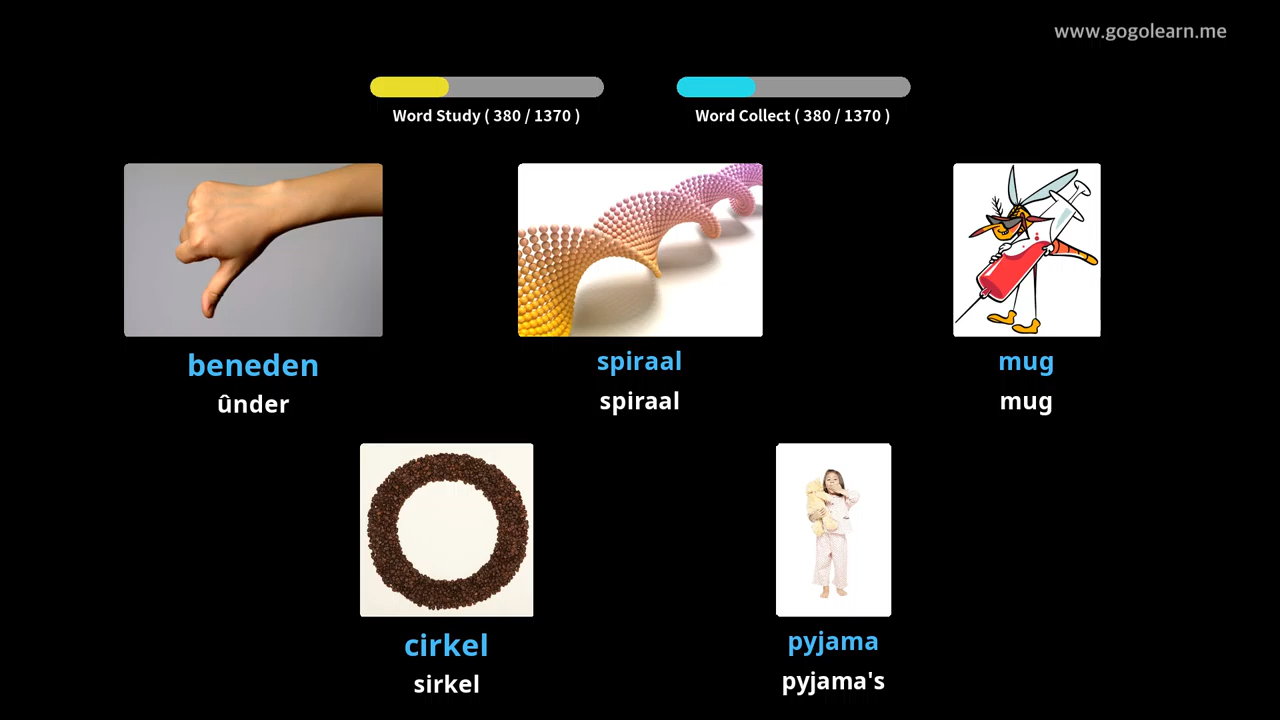 www.gogolearn.me
Word Study ( 380 / 1370 )
Word Collect ( 380 / 1370 )
beneden
ûnder
spiraal
spiraal
mug
mug
cirkel
sirkel
pyjama
pyjama's